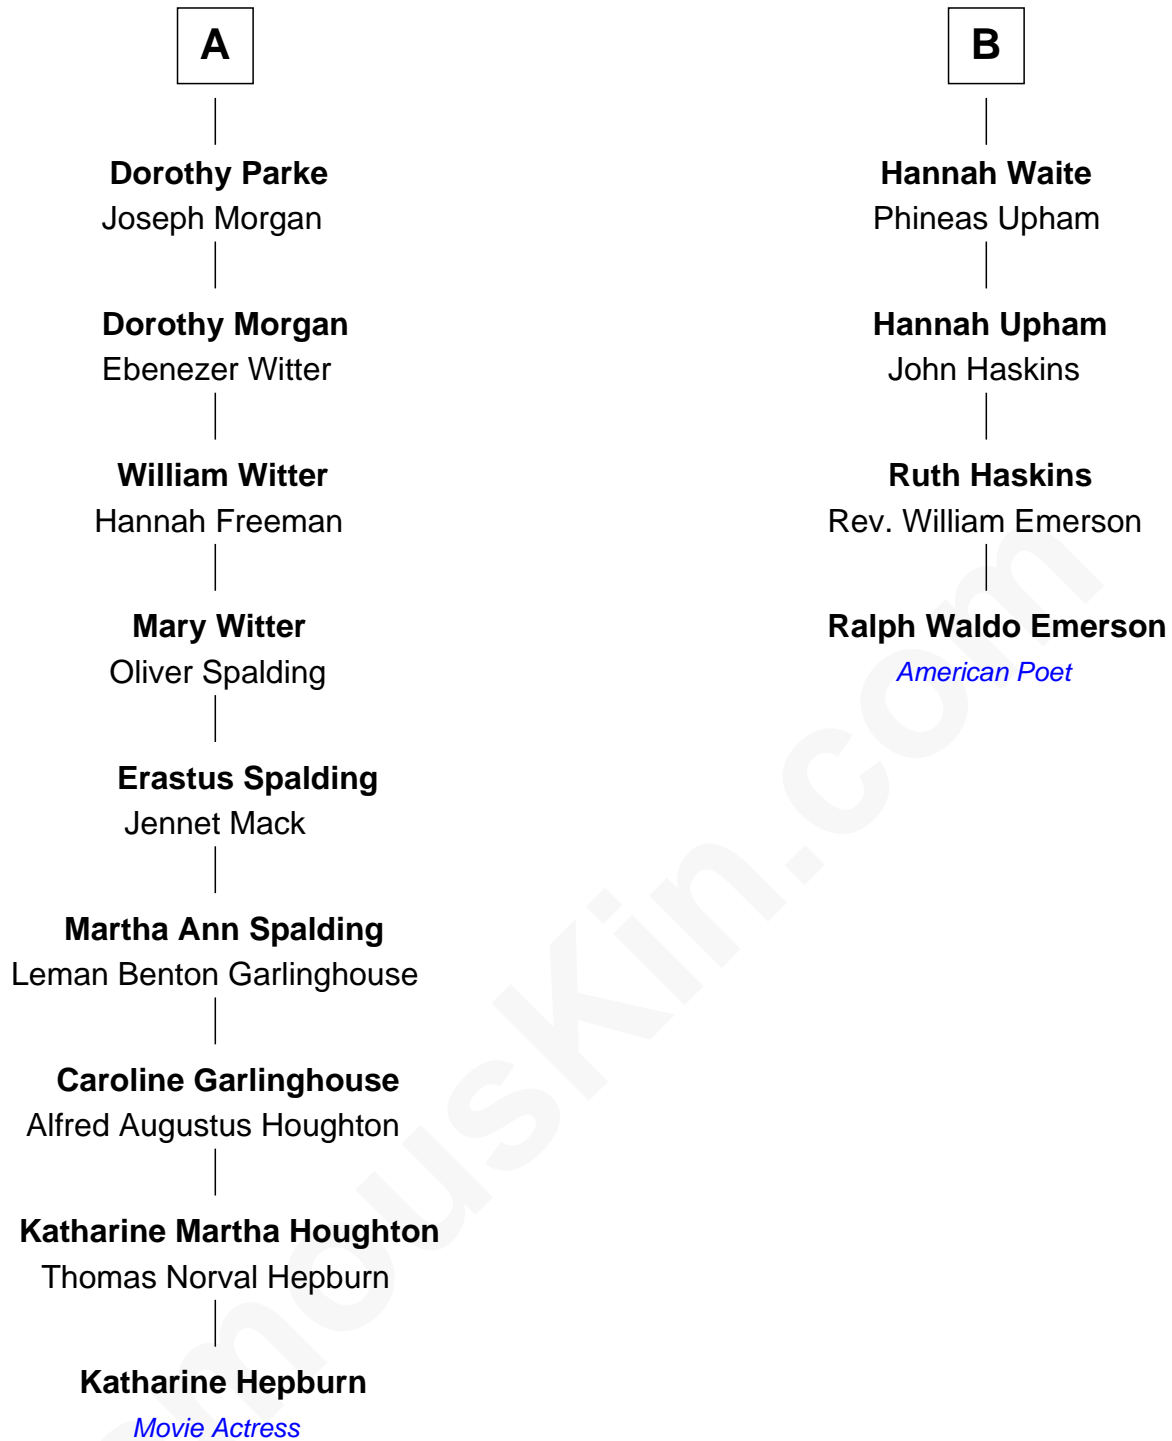 A
Dorothy Parke
Joseph Morgan
Dorothy Morgan
Ebenezer Witter
William Witter
Hannah Freeman
Mary Witter
Oliver Spalding
Erastus Spalding
Jennet Mack
Martha Ann Spalding
Leman Benton Garlinghouse
Caroline Garlinghouse
Alfred Augustus Houghton
Katharine Martha Houghton
Thomas Norval Hepburn
Katharine Hepburn
Movie Actress
B
Hannah Waite
Phineas Upham
Hannah Upham
John Haskins
Ruth Haskins
Rev. William Emerson
Ralph Waldo Emerson
American Poet
mousKin.com